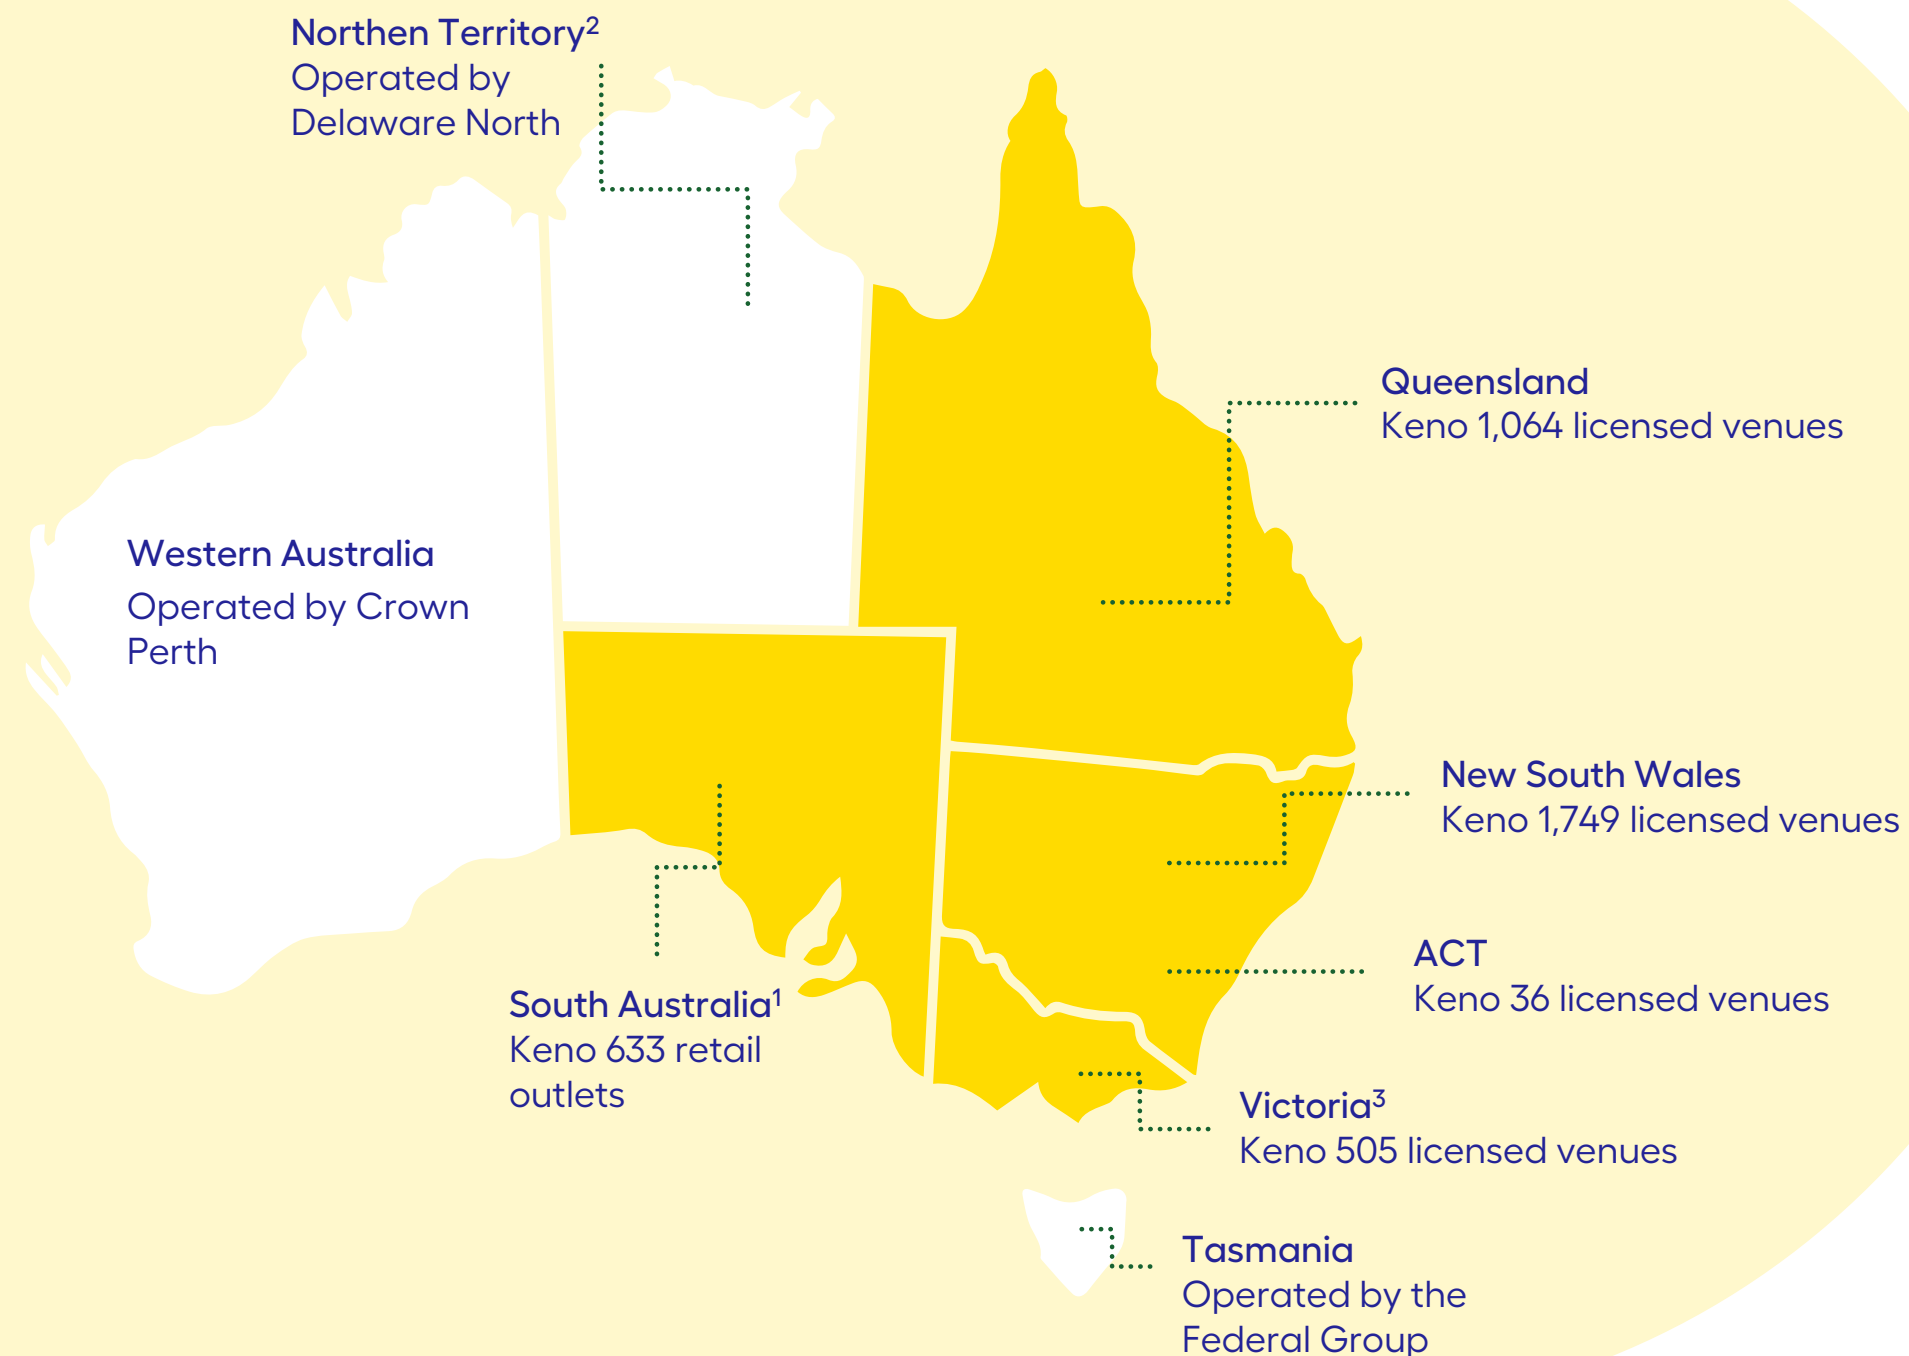 Northen Territory²
Operated by
Delaware North
Queensland
Keno 1,064 licensed venues
Western Australia
Operated by Crown
Perth
New South Wales
Keno 1,749 licensed venues
ACT
Keno 36 licensed venues
South Australia¹
Keno 633 retail
outlets
Victoria³
Keno 505 licensed venues
Tasmania
Operated by the
Federal Group